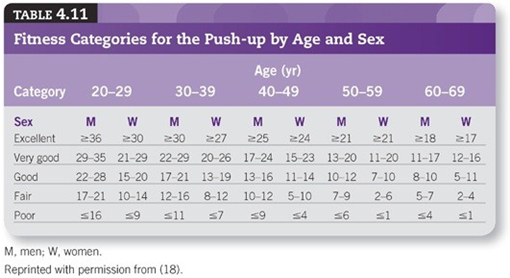 TABLE 4.11
Fitness Categories for the Push-up by Age and Sex
Age (yr)
Category 20–29 30–39 40–49 50–59 60–69
Sex M W M W M W M W M W
Excellent ≥36 ≥30 ≥30 ≥27 ≥25 ≥24 ≥21 ≥21 ≥18 ≥17
Very good 29–35 21–29 22–29 20–26 17–24 15–23 13–20 11–20 11–17 12–16
Good 22–28 15–20 17–21 13–19 13–16 11–14 10–12 7–10 8–10 5–11
Fair 17–21 10–14 12–16 8–12 10–12 5–10 7–9 2–6 5–7 2–4
Poor ≤16 ≤9 ≤11 ≤7 ≤9 ≤4 ≤6 ≤1 ≤4 ≤1
M, men; W, women.
Reprinted with permission from (18).